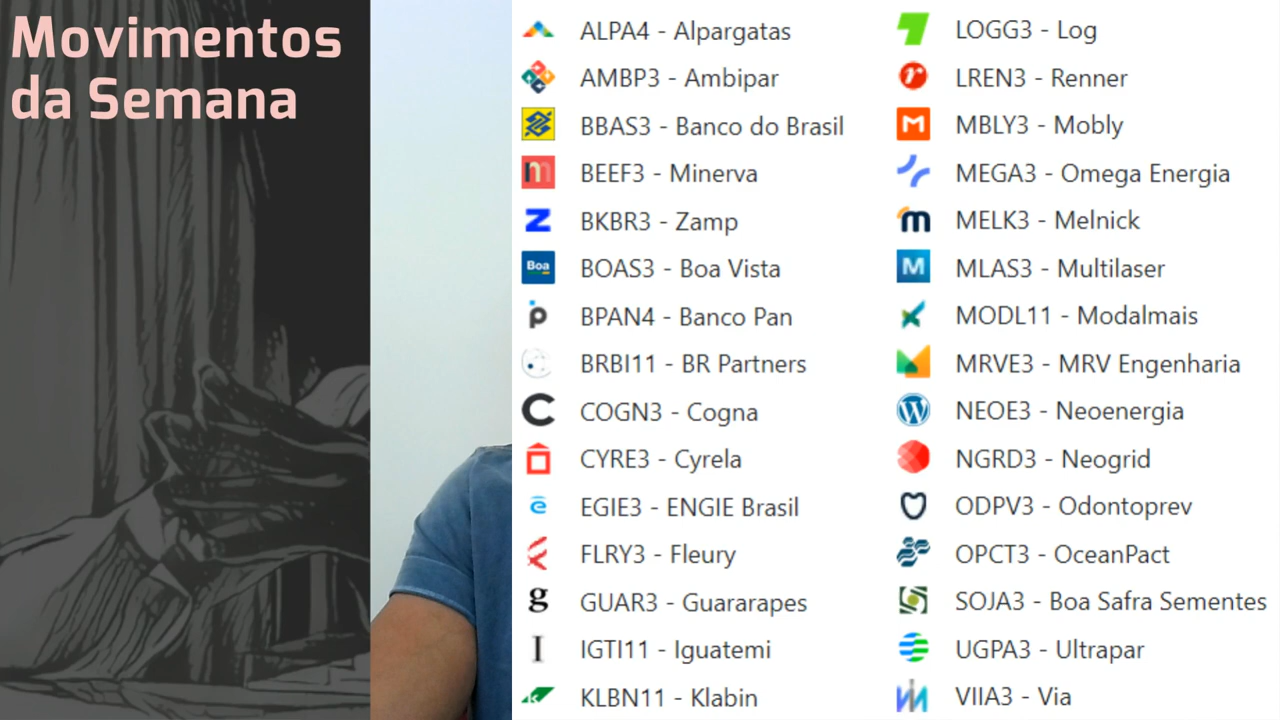 Movimentos
da Semana
ALPA4 - Alpargatas
AMBP3 - Ambipar
BBAS3 - Banco do Brasil
BEEF3 - Minerva
BKBR3 - Zamp
Boa
BOAS3 - Boa Vista
BPAN4 - Banco Pan
BRBI11 - BR Partners
COGN3 - Cogna
CYRE3 - Cyrela
EGIE3 - ENGIE Brasil
FLRY3 - Fleury
GUAR3 - Guararapes
IGTI11 - Iguatemi
KLBN11 - Klabin
LOGG3 - Log
LREN3 - Renner
MBLY3 - Mobly
MEGA3 - Omega Energia
MELK3 - Melnick
MLAS3 - Multilaser
MODL11 - Modalmais
MRVE3 - MRV Engenharia
NEOE3 - Neoenergia
NGRD3 - Neogrid
ODPV3 - Odontoprev
OPCT3 - OceanPact
SOJA3 - Boa Safra Sementes
UGPA3 - Ultrapar
VIIA3 - Via